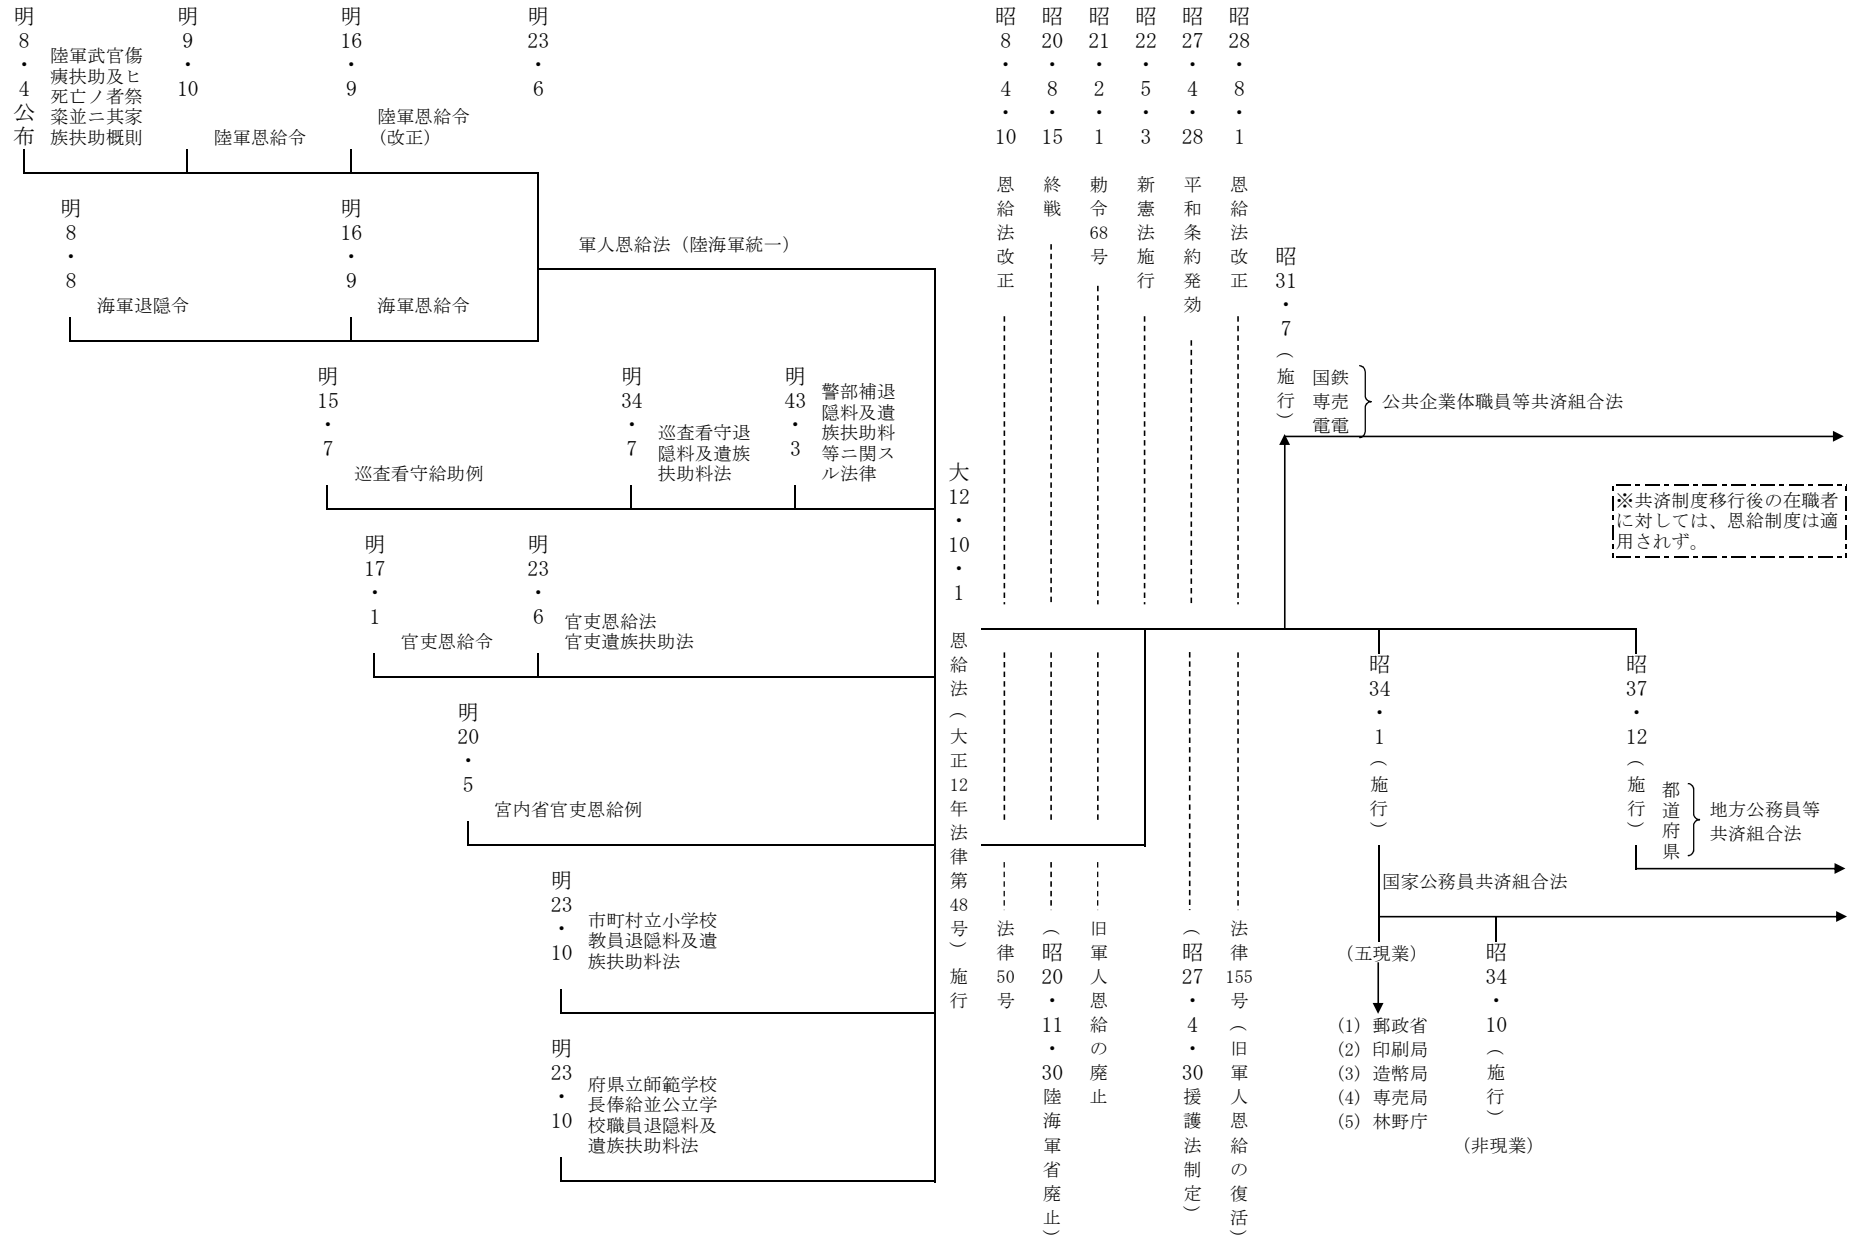 明8・4公布
陸軍武官傷
痍扶助及ヒ
死亡ノ者祭
粢並ニ其家
族扶助概則
明9・10
陸軍恩給令
明16・9
陸軍恩給令
(改正)
明23・6
軍人恩給法（陸海軍統一）
明8・8
海軍退隠令
明16・9
海軍恩給令
明15・7
巡査看守給助例
明34・7
巡査看守退
隠料及遺族
扶助料法
明43・3
警部補退
隠料及遺
族扶助料
等ニ関ス
ル法律
明17・1
官吏恩給令
明23・6
官吏恩給法
官吏遺族扶助法
明20・5
宮内省官吏恩給例
明23・10
市町村立小学校
教員退隠料及遺
族扶助料法
明23・10
府県立師範学校
長俸給並公立学
校職員退隠料及
遺族扶助料法
大12・10・1 恩給法（大正12年法律第48号）施行
昭8・4・10 恩給法改正
法律50号
昭20・8・15 終戦
（昭20・11・30陸海軍省廃止）
昭21・2・1 勅令68号
旧軍人恩給の廃止
昭22・5・3 新憲法施行
昭27・4・28 平和条約発効
（昭27・4・30援護法制定）
昭28・8・1 恩給法改正
法律155号（旧軍人恩給の復活）
昭31・7（施行）
国鉄
専売
電電
公共企業体職員等共済組合法
※共済制度移行後の在職者
に対しては、恩給制度は適
用されず。
昭34・1（施行）
国家公務員共済組合法
(五現業)
(1) 郵政省
(2) 印刷局
(3) 造幣局
(4) 専売局
(5) 林野庁
昭34・10（施行）
(非現業)
昭37・12（施行）
都道府県
地方公務員等
共済組合法